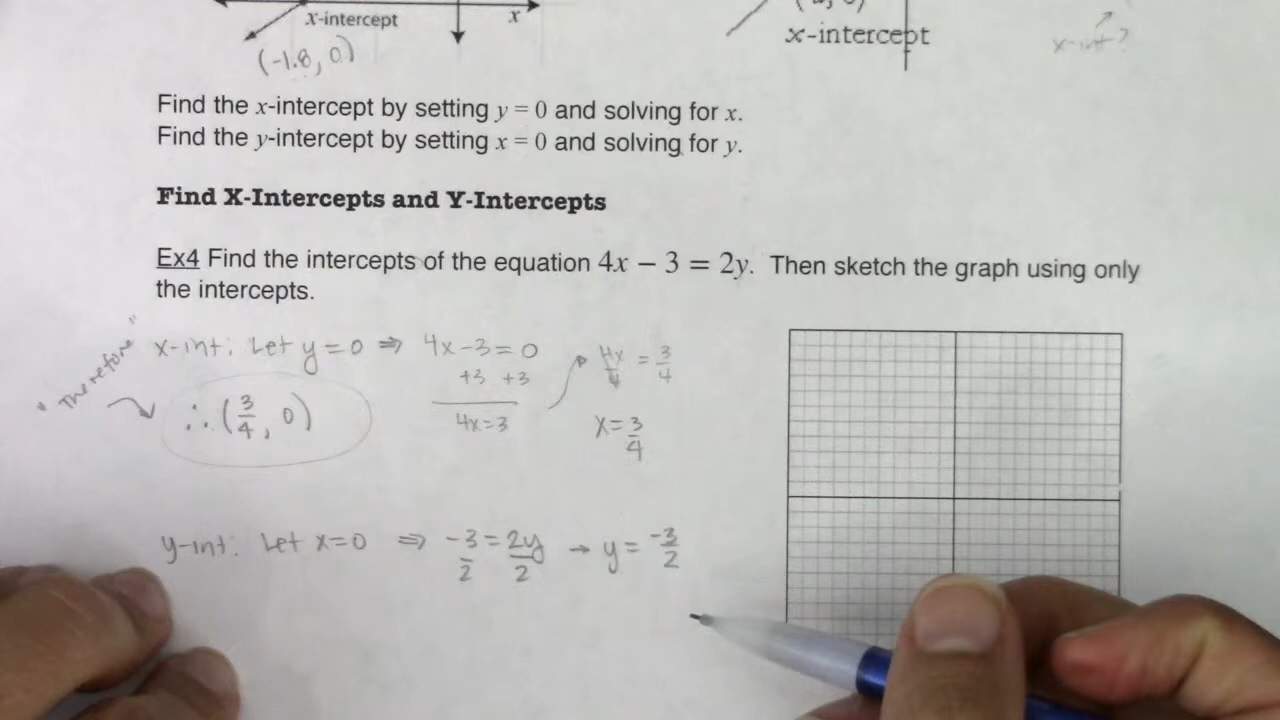 x-intercept
x
(-1.8, 0)
x-intercept
x-int?
Find the x-intercept by setting y = 0 and solving for x.
Find the y-intercept by setting x = 0 and solving for y.
Find X-Intercepts and Y-Intercepts
Ex4 Find the intercepts of the equation 4x − 3 = 2y. Then sketch the graph using only
the intercepts.
"Therefore"
x-int: Let y=0 ⇒ 4x-3=0
+3 +3
4x=3
4x/4 = 3/4
x=3/4
∴ (3/4, 0)
y-int: Let x=0 ⇒ -3/2 = 2y/2 → y = -3/2